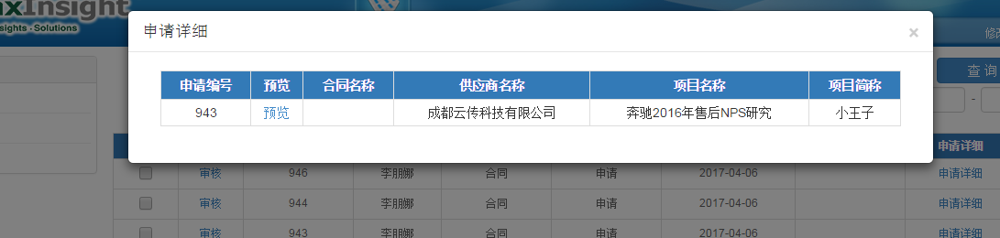 xInsight
sights · Solutions
申请详细
×
修改
查 询
-
申请编号 预览 合同名称 供应商名称 项目名称 项目简称
943 预览 成都云传科技有限公司 奔驰2016年售后NPS研究 小王子
申请详细
审核 946 李朋娜 合同 申请 2017-04-06 申请详细
审核 944 李朋娜 合同 申请 2017-04-06 申请详细
审核 943 李朋娜 合同 申请 2017-04-06 申请详细